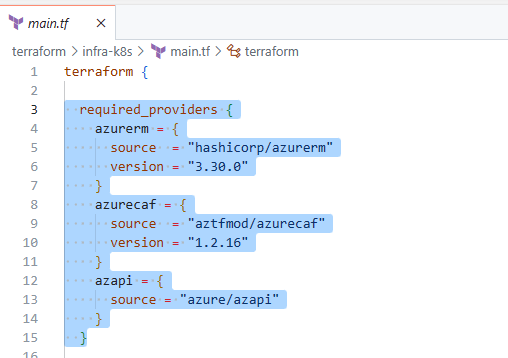 main.tf ×
terraform > infra-k8s > main.tf > terraform
1 terraform {
2
3 required_providers {
4 azurerm = {
5 source = "hashicorp/azurerm"
6 version = "3.30.0"
7 }
8 azurecaf = {
9 source = "aztfmod/azurecaf"
10 version = "1.2.16"
11 }
12 azapi = {
13 source = "azure/azapi"
14 }
15 }
16